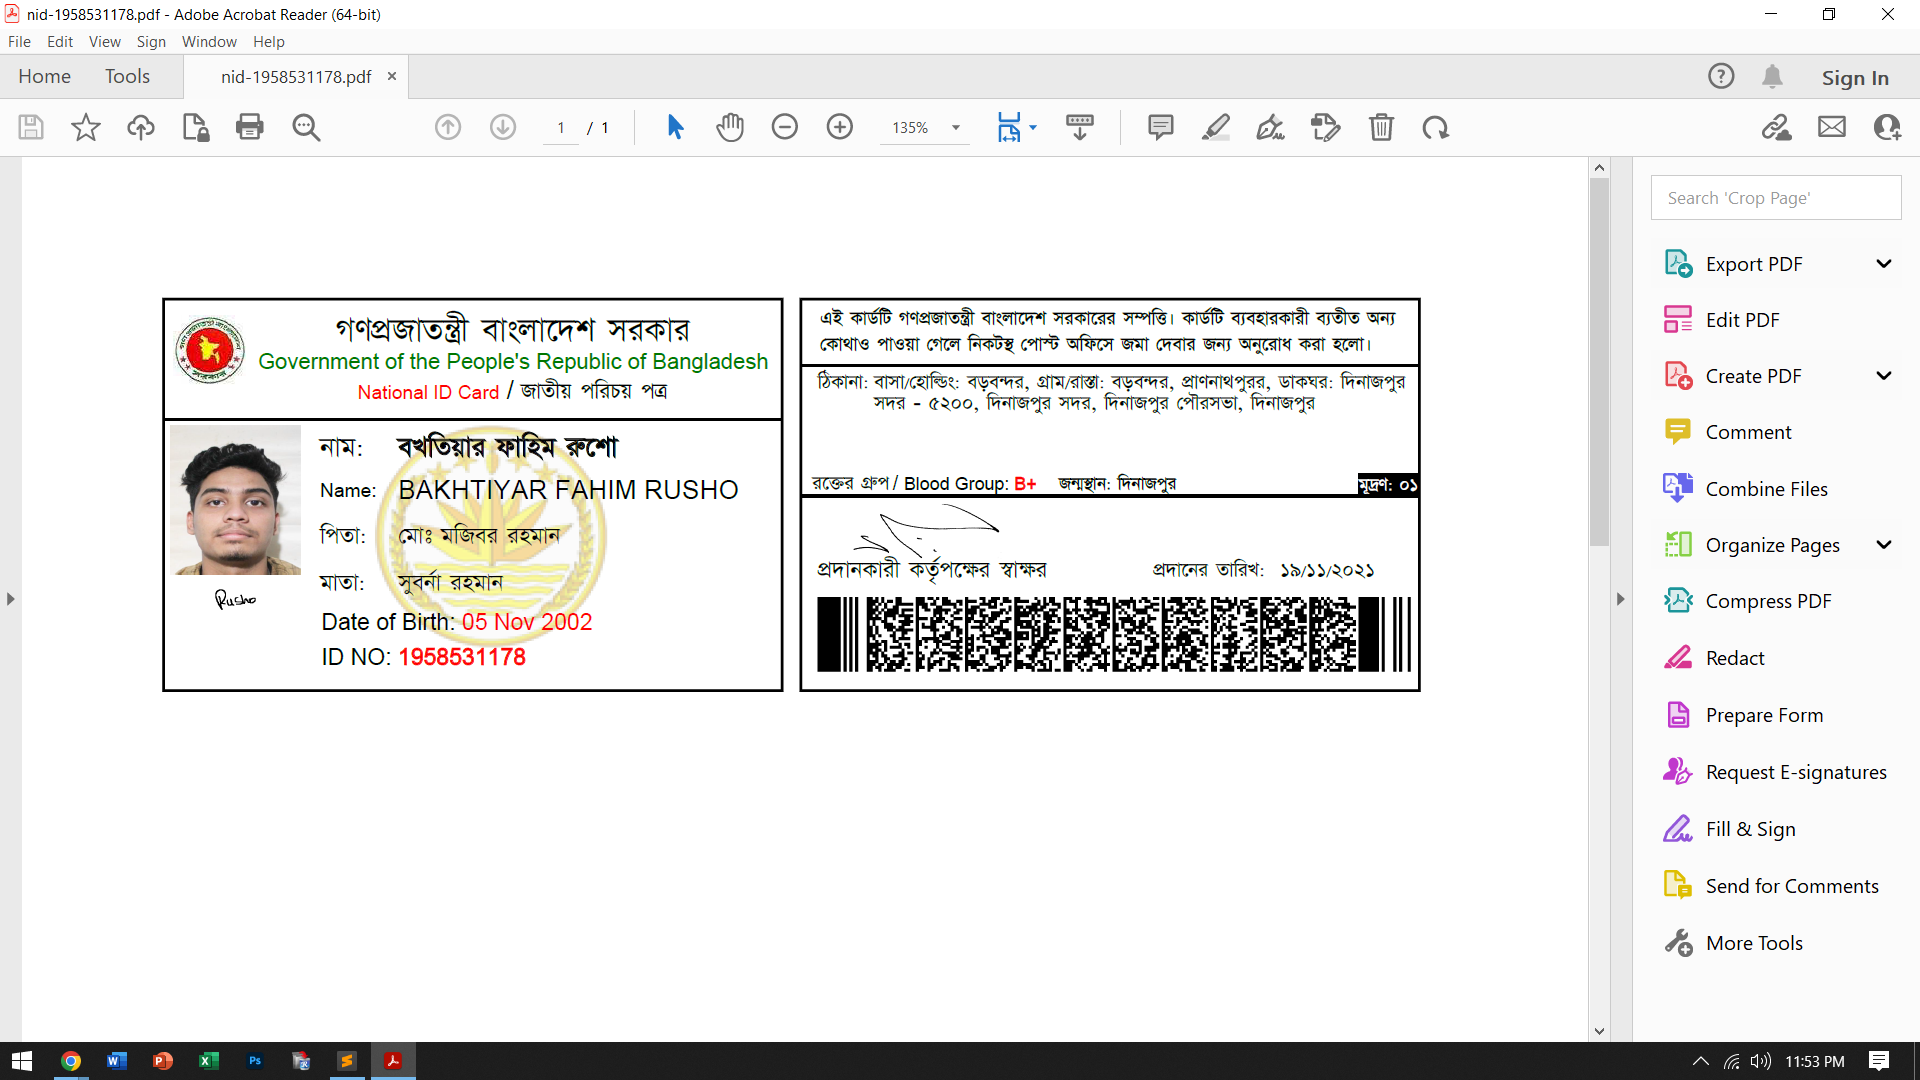 nid-1958531178.pdf - Adobe Acrobat Reader (64-bit)
File Edit View Sign Window Help
Home Tools nid-1958531178.pdf × Sign In
1 / 1 135%
Search 'Crop Page'
Export PDF
Edit PDF
Create PDF
Comment
Combine Files
Organize Pages
Compress PDF
Redact
Prepare Form
Request E-signatures
Fill & Sign
Send for Comments
More Tools
গণপ্রজাতন্ত্রী বাংলাদেশ সরকার
Government of the People's Republic of Bangladesh
National ID Card / জাতীয় পরিচয় পত্র
নাম: বখতিয়ার ফাহিম রুশো
Name: BAKHTIYAR FAHIM RUSHO
পিতা: মোঃ মজিবর রহমান
মাতা: সুবর্না রহমান
Rusho
Date of Birth: 05 Nov 2002
ID NO: 1958531178
এই কার্ডটি গণপ্রজাতন্ত্রী বাংলাদেশ সরকারের সম্পত্তি। কার্ডটি ব্যবহারকারী ব্যতীত অন্য
কোথাও পাওয়া গেলে নিকটস্থ পোস্ট অফিসে জমা দেবার জন্য অনুরোধ করা হলো।
ঠিকানা: বাসা/হোল্ডিং: বড়বন্দর, গ্রাম/রাস্তা: বড়বন্দর, প্রাণনাথপুরর, ডাকঘর: দিনাজপুর
সদর - ৫২০০, দিনাজপুর সদর, দিনাজপুর পৌরসভা, দিনাজপুর
রক্তের গ্রুপ / Blood Group: B+ জন্মস্থান: দিনাজপুর মূদ্রণ: ০১
প্রদানকারী কর্তৃপক্ষের স্বাক্ষর প্রদানের তারিখ: ১৯/১১/২০২১
11:53 PM